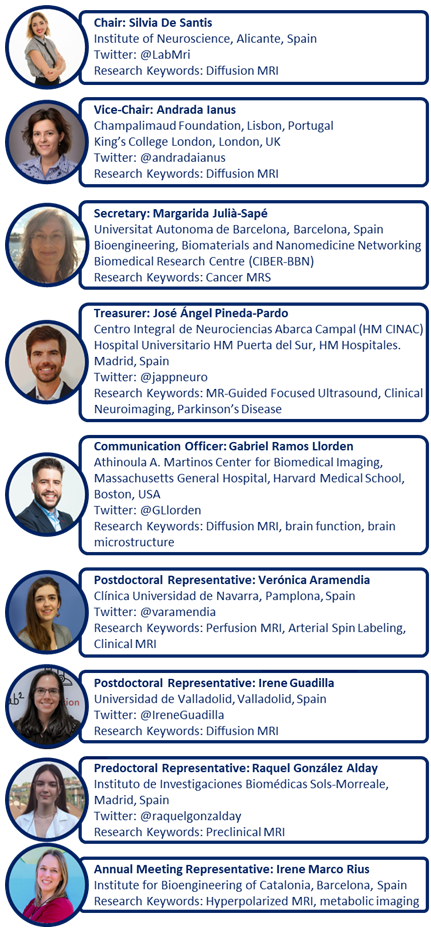 Chair: Silvia De Santis
Institute of Neuroscience, Alicante, Spain
Twitter: @LabMri
Research Keywords: Diffusion MRI
Vice-Chair: Andrada Ianus
Champalimaud Foundation, Lisbon, Portugal
King's College London, London, UK
Twitter: @andradaianus
Research Keywords: Diffusion MRI
Secretary: Margarida Julià-Sapé
Universitat Autonoma de Barcelona, Barcelona, Spain
Bioengineering, Biomaterials and Nanomedicine Networking
Biomedical Research Centre (CIBER-BBN)
Research Keywords: Cancer MRS
Treasurer: José Ángel Pineda-Pardo
Centro Integral de Neurociencias Abarca Campal (HM CINAC)
Hospital Universitario HM Puerta del Sur, HM Hospitales.
Madrid, Spain
Twitter: @jappneuro
Research Keywords: MR-Guided Focused Ultrasound, Clinical
Neuroimaging, Parkinson's Disease
Communication Officer: Gabriel Ramos Llorden
Athinoula A. Martinos Center for Biomedical Imaging,
Massachusetts General Hospital, Harvard Medical School,
Boston, USA
Twitter: @GLlorden
Research Keywords: Diffusion MRI, brain function, brain
microstructure
Postdoctoral Representative: Verónica Aramendia
Clínica Universidad de Navarra, Pamplona, Spain
Twitter: @varamendia
Research Keywords: Perfusion MRI, Arterial Spin Labeling,
Clinical MRI
Postdoctoral Representative: Irene Guadilla
Universidad de Valladolid, Valladolid, Spain
Twitter: @IreneGuadilla
Research Keywords: Diffusion MRI
Predoctoral Representative: Raquel González Alday
Instituto de Investigaciones Biomédicas Sols-Morreale,
Madrid, Spain
Twitter: @raquelgonzalday
Research Keywords: Preclinical MRI
Annual Meeting Representative: Irene Marco Rius
Institute for Bioengineering of Catalonia, Barcelona, Spain
Research Keywords: Hyperpolarized MRI, metabolic imaging